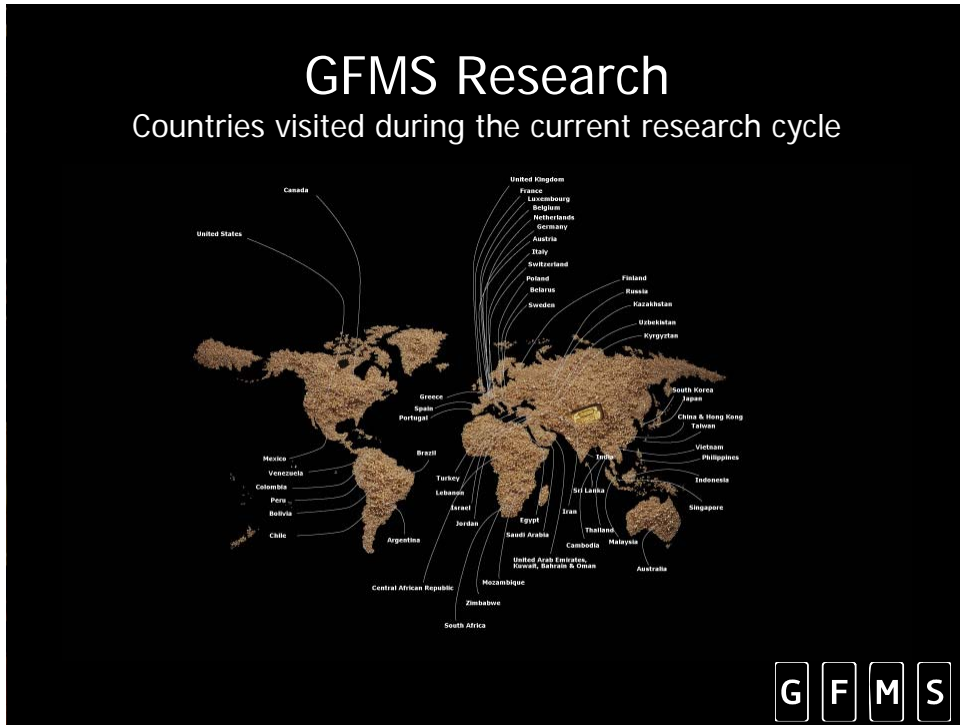 GFMS Research
Countries visited during the current research cycle
United Kingdom
France
Luxembourg
Belgium
Netherlands
Germany
Austria
Italy
Switzerland
Poland
Belarus
Sweden
Canada
United States
Finland
Russia
Kazakhstan
Uzbekistan
Kyrgyztan
Greece
Spain
Portugal
South Korea
Japan
China & Hong Kong
Taiwan
Vietnam
Philippines
Indonesia
Singapore
Mexico
Venezuela
Colombia
Peru
Bolivia
Chile
Brazil
Argentina
Turkey
Lebanon
Israel
Jordan
Egypt
Saudi Arabia
Iran
India
Sri Lanka
Thailand
Cambodia
Malaysia
United Arab Emirates,
Kuwait, Bahrain & Oman
Australia
Central African Republic
Mozambique
Zimbabwe
South Africa
G F M S